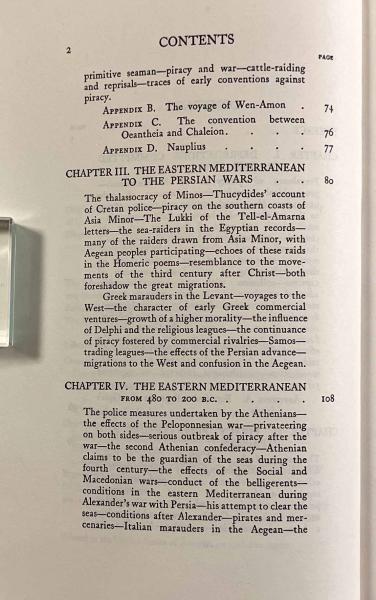 2 CONTENTS
PAGE
primitive seaman—piracy and war—cattle-raiding
and reprisals—traces of early conventions against
piracy.
APPENDIX B. The voyage of Wen-Amon . 74
APPENDIX C. The convention between
Oeantheia and Chaleion. . . . 76
APPENDIX D. Nauplius . . . . 77
CHAPTER III. THE EASTERN MEDITERRANEAN
TO THE PERSIAN WARS . . 80
The thalassocracy of Minos—Thucydides' account
of Cretan police—piracy on the southern coasts of
Asia Minor—The Lukki of the Tell-el-Amarna
letters—the sea-raiders in the Egyptian records—
many of the raiders drawn from Asia Minor, with
Aegean peoples participating—echoes of these raids
in the Homeric poems—resemblance to the move-
ments of the third century after Christ—both
foreshadow the great migrations.
Greek marauders in the Levant—voyages to the
West—the character of early Greek commercial
ventures—growth of a higher morality—the influence
of Delphi and the religious leagues—the continuance
of piracy fostered by commercial rivalries—Samos—
trading leagues—the effects of the Persian advance—
migrations to the West and confusion in the Aegean.
CHAPTER IV. THE EASTERN MEDITERRANEAN
FROM 480 TO 200 B.C. . . . . . 108
The police measures undertaken by the Athenians—
the effects of the Peloponnesian war—privateering
on both sides—serious outbreak of piracy after the
war—the second Athenian confederacy—Athenian
claims to be the guardian of the seas during the
fourth century—the effects of the Social and
Macedonian wars—conduct of the belligerents—
conditions in the eastern Mediterranean during
Alexander's war with Persia—his attempt to clear the
seas—conditions after Alexander—pirates and mer-
cenaries—Italian marauders in the Aegean—the